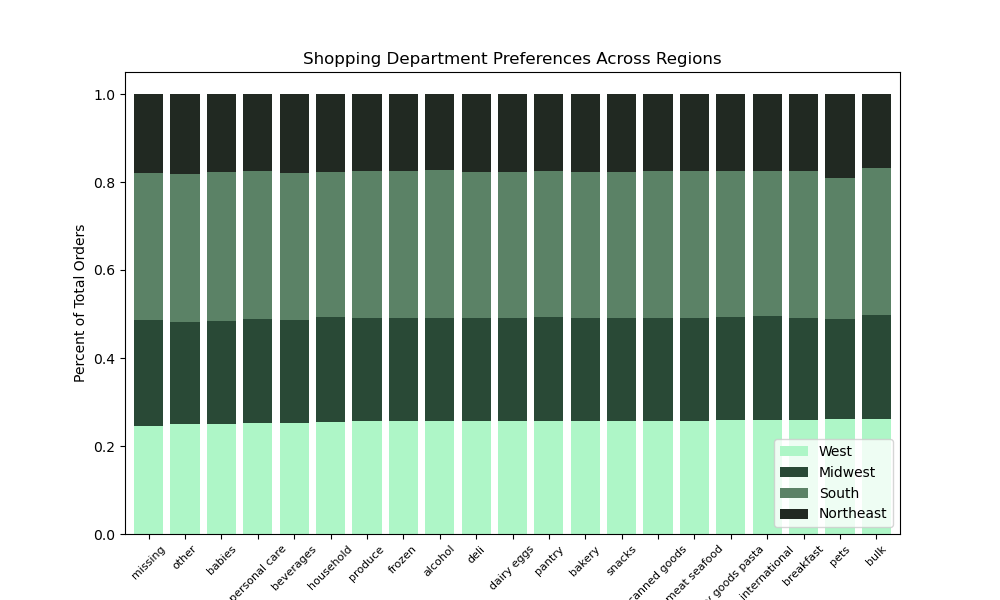 Shopping Department Preferences Across Regions
Percent of Total Orders
1.0
0.8
0.6
0.4
0.2
0.0
West
Midwest
South
Northeast
missing
other
babies
personal care
beverages
household
produce
frozen
alcohol
deli
dairy eggs
pantry
bakery
snacks
canned goods
meat seafood
y goods pasta
international
breakfast
pets
bulk